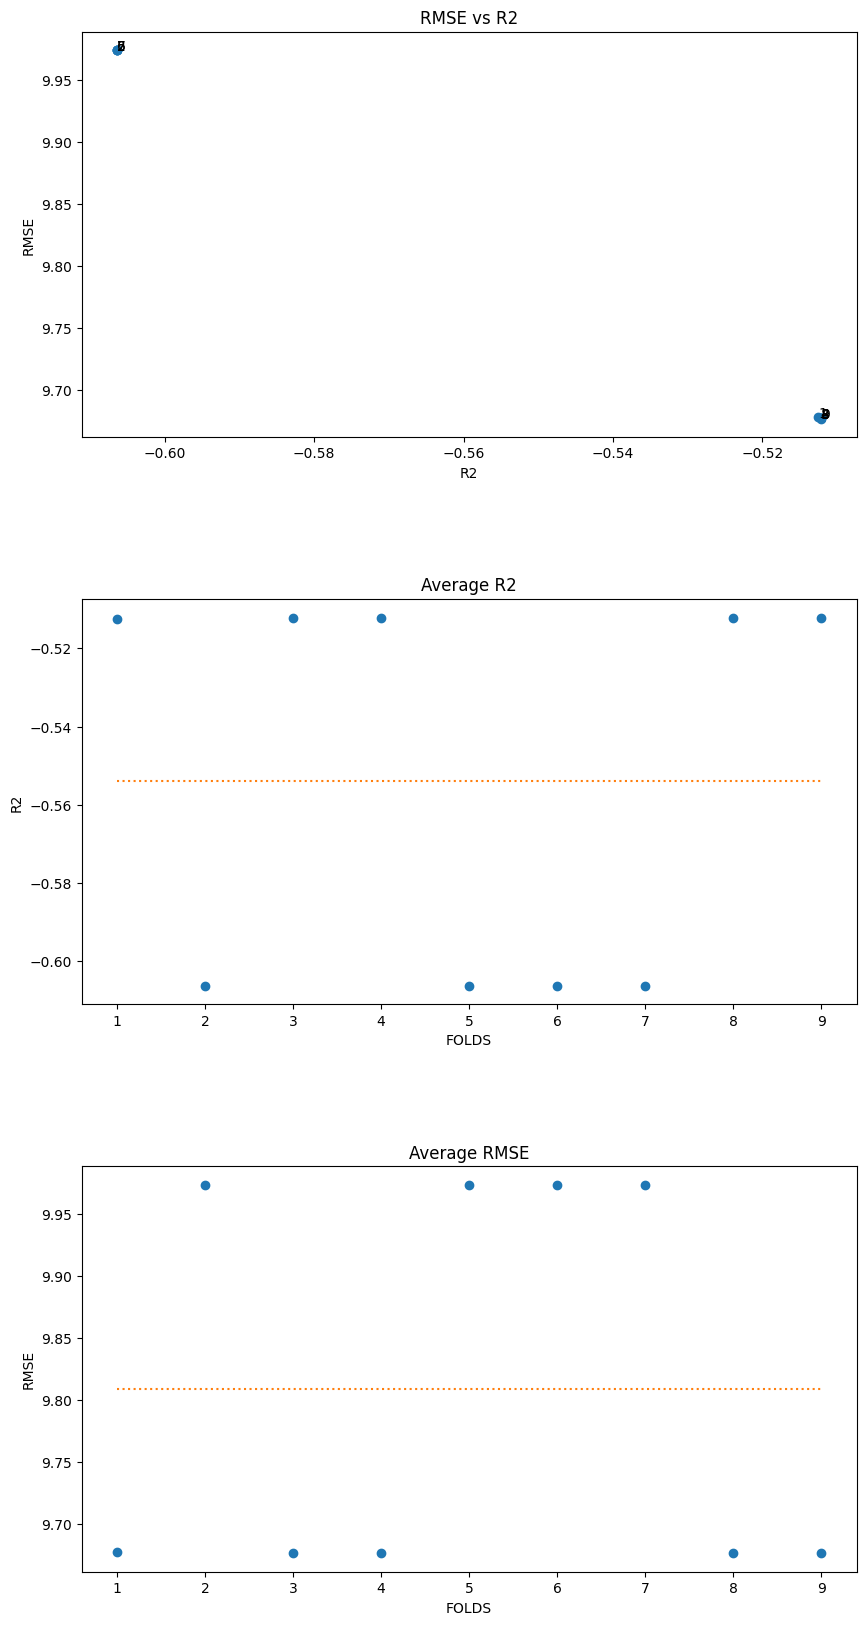 RMSE vs R2
9.95
9.90
9.85
9.80
9.75
9.70
RMSE
−0.60 −0.58 −0.56 −0.54 −0.52
R2
Average R2
−0.52
−0.54
−0.56
−0.58
−0.60
R2
1 2 3 4 5 6 7 8 9
FOLDS
Average RMSE
9.95
9.90
9.85
9.80
9.75
9.70
RMSE
1 2 3 4 5 6 7 8 9
FOLDS